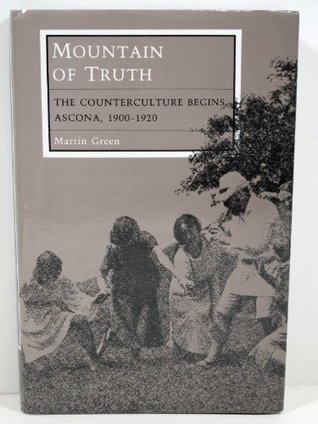 MOUNTAIN
OF TRUTH
THE COUNTERCULTURE BEGINS
ASCONA, 1900–1920
Martin Green